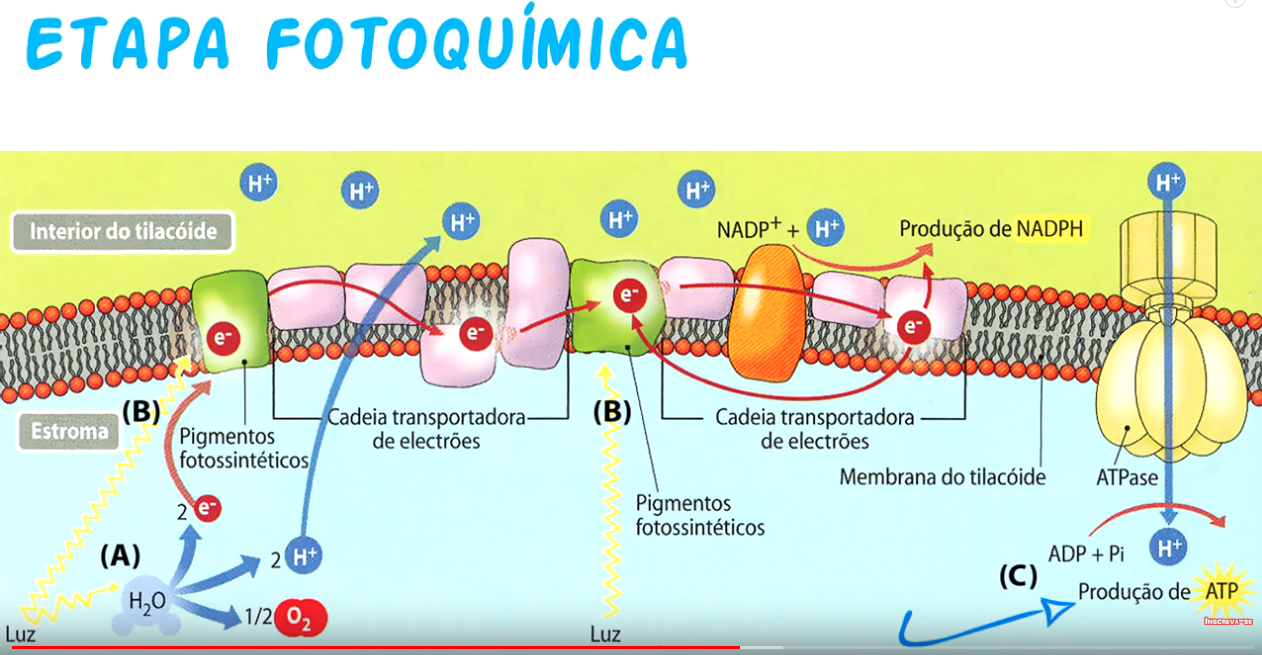 ETAPA FOTOQUÍMICA
H⁺
H⁺
H⁺
H⁺
H⁺
H⁺
Interior do tilacóide
NADP⁺ + H⁺
Produção de NADPH
e⁻
e⁻
e⁻
e⁻
(B)
(B)
Estroma
Pigmentos
fotossintéticos
Cadeia transportadora
de electrões
Cadeia transportadora
de electrões
Membrana do tilacóide
ATPase
Pigmentos
fotossintéticos
2 e⁻
(A)
2 H⁺
H₂O
1/2 O₂
Luz
Luz
ADP + Pi
H⁺
(C)
Produção de ATP
INSCREVA-SE